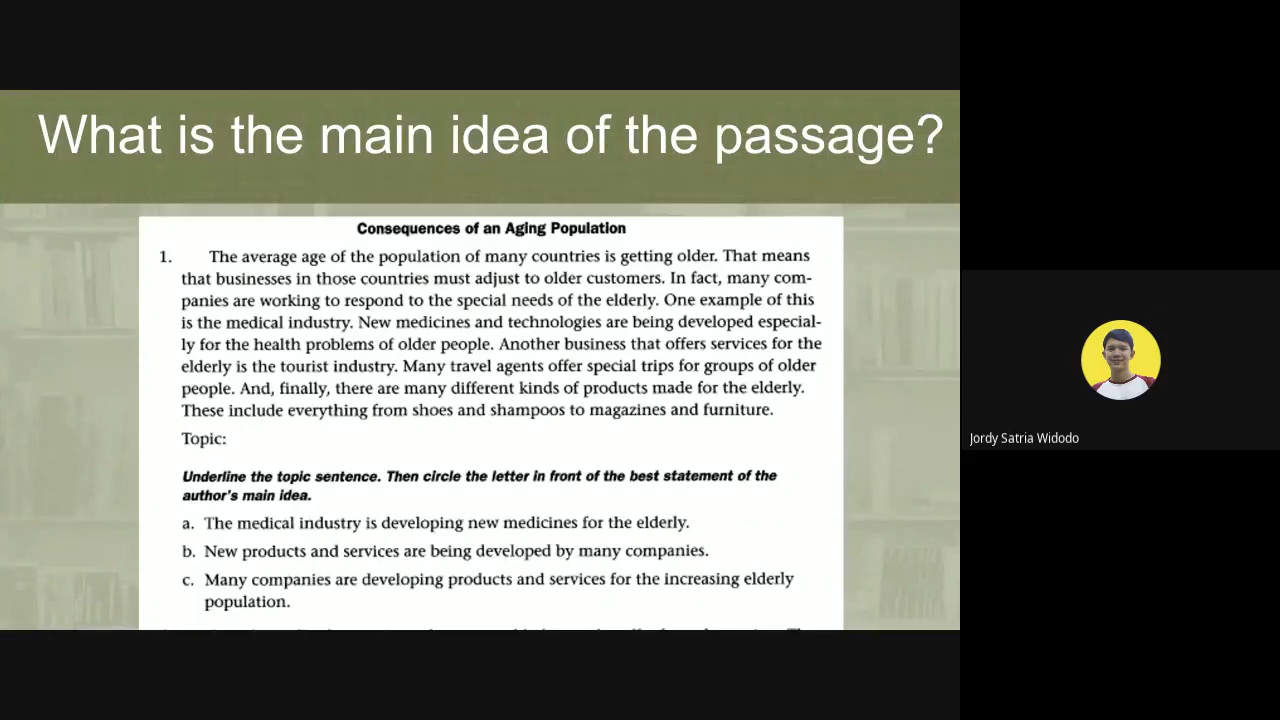 What is the main idea of the passage?
Consequences of an Aging Population
1. The average age of the population of many countries is getting older. That means
that businesses in those countries must adjust to older customers. In fact, many com-
panies are working to respond to the special needs of the elderly. One example of this
is the medical industry. New medicines and technologies are being developed especial-
ly for the health problems of older people. Another business that offers services for the
elderly is the tourist industry. Many travel agents offer special trips for groups of older
people. And, finally, there are many different kinds of products made for the elderly.
These include everything from shoes and shampoos to magazines and furniture.
Topic:
Underline the topic sentence. Then circle the letter in front of the best statement of the
author's main idea.
a. The medical industry is developing new medicines for the elderly.
b. New products and services are being developed by many companies.
c. Many companies are developing products and services for the increasing elderly
population.
Jordy Satria Widodo